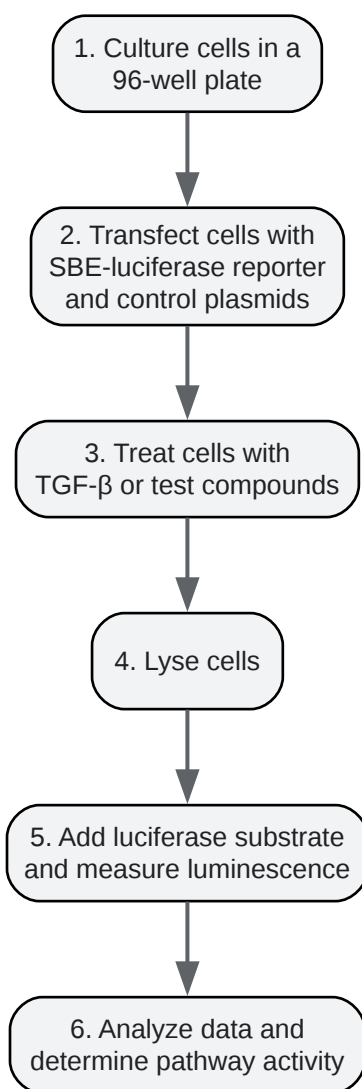 1. Culture cells in a
96-well plate
2. Transfect cells with
SBE-luciferase reporter
and control plasmids
3. Treat cells with
TGF-β or test compounds
4. Lyse cells
5. Add luciferase substrate
and measure luminescence
6. Analyze data and
determine pathway activity